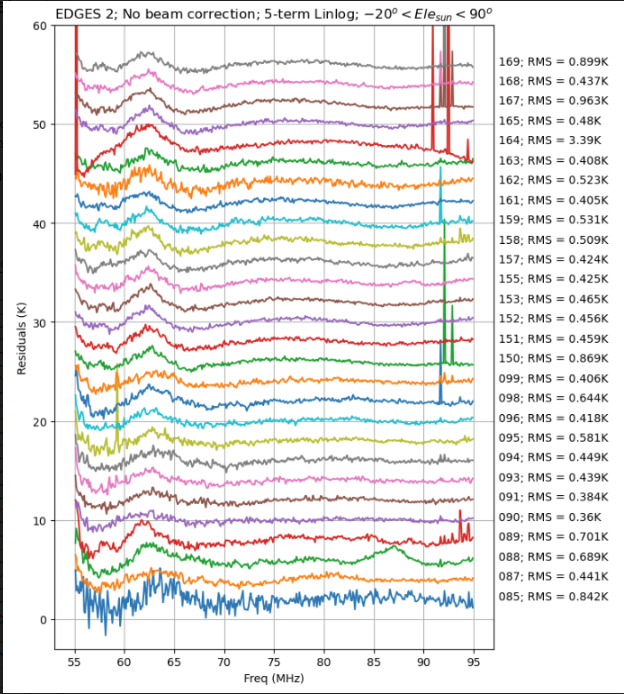 EDGES 2; No beam correction; 5-term Linlog; −20° < Ele_sun < 90°
60
50
40
30
20
10
0
Residuals (K)
169; RMS = 0.899K
168; RMS = 0.437K
167; RMS = 0.963K
165; RMS = 0.48K
164; RMS = 3.39K
163; RMS = 0.408K
162; RMS = 0.523K
161; RMS = 0.405K
159; RMS = 0.531K
158; RMS = 0.509K
157; RMS = 0.424K
155; RMS = 0.425K
153; RMS = 0.465K
152; RMS = 0.456K
151; RMS = 0.459K
150; RMS = 0.869K
099; RMS = 0.406K
098; RMS = 0.644K
096; RMS = 0.418K
095; RMS = 0.581K
094; RMS = 0.449K
093; RMS = 0.439K
091; RMS = 0.384K
090; RMS = 0.36K
089; RMS = 0.701K
088; RMS = 0.689K
087; RMS = 0.441K
085; RMS = 0.842K
55 60 65 70 75 80 85 90 95
Freq (MHz)